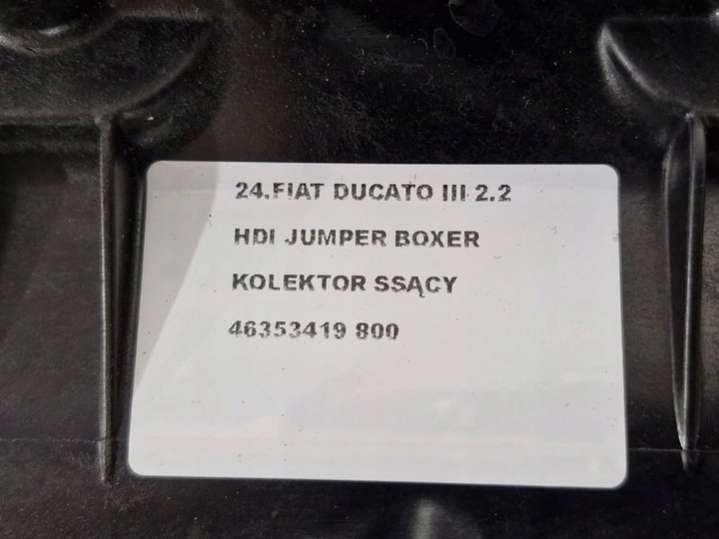 24.FIAT DUCATO III 2.2
HDI JUMPER BOXER
KOLEKTOR SSĄCY
46353419 800